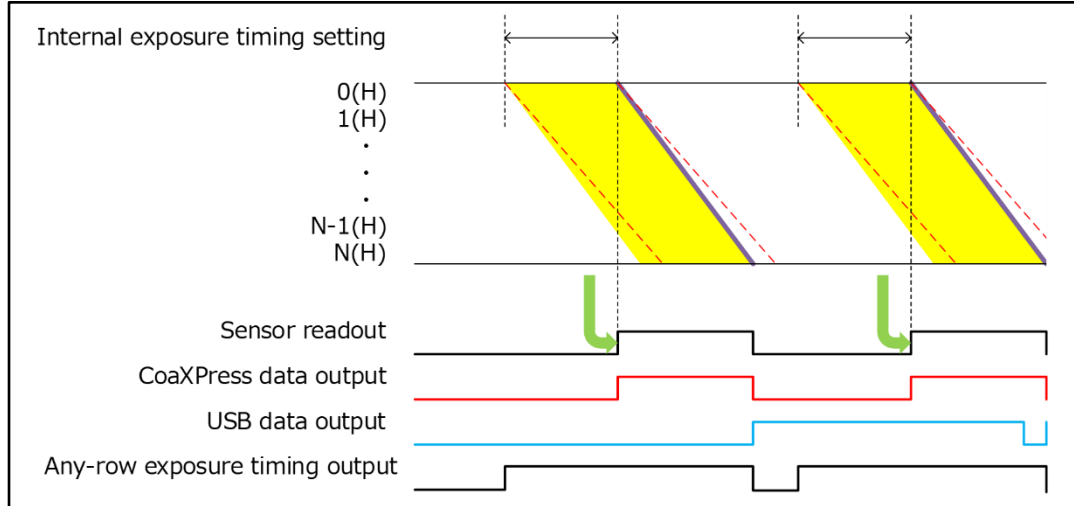 Internal exposure timing setting
0(H)
1(H)
・
・
・
N-1(H)
N(H)
Sensor readout
CoaXPress data output
USB data output
Any-row exposure timing output